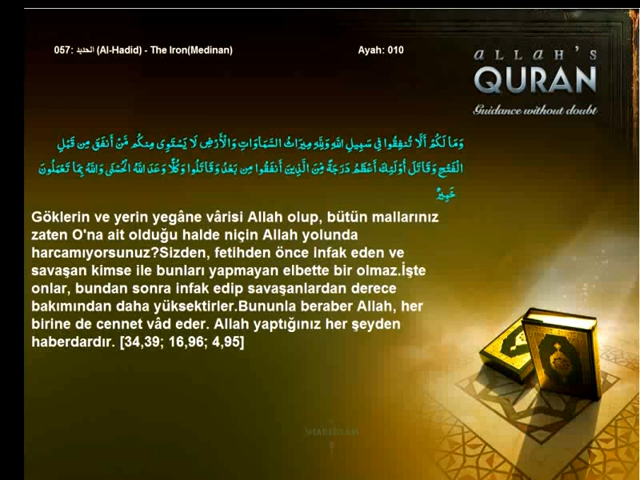 057: الحديد (Al-Hadid) - The Iron(Medinan) Ayah: 010
ALLAH'S
QURAN
Guidance without doubt
وَمَا لَكُمْ أَلَّا تُنفِقُوا فِي سَبِيلِ اللَّهِ وَلِلَّهِ مِيرَاثُ السَّمَاوَاتِ وَالْأَرْضِ لَا يَسْتَوِي مِنكُم مَّنْ أَنفَقَ مِن قَبْلِ
الْفَتْحِ وَقَاتَلَ أُوْلَئِكَ أَعْظَمُ دَرَجَةً مِّنَ الَّذِينَ أَنفَقُوا مِن بَعْدُ وَقَاتَلُوا وَكُلًّا وَعَدَ اللَّهُ الْحُسْنَى وَاللَّهُ بِمَا تَعْمَلُونَ
خَبِيرٌ
Göklerin ve yerin yegâne vârisi Allah olup, bütün mallarınız
zaten O'na ait olduğu halde niçin Allah yolunda
harcamıyorsunuz?Sizden, fetihden önce infak eden ve
savaşan kimse ile bunları yapmayan elbette bir olmaz.İşte
onlar, bundan sonra infak edip savaşanlardan derece
bakımından daha yüksektirler.Bununla beraber Allah, her
birine de cennet vâd eder. Allah yaptığınız her şeyden
haberdardır. [34,39; 16,96; 4,95]